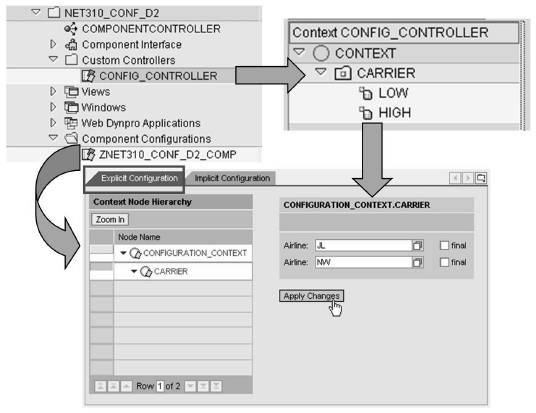 NET310_CONF_D2
COMPONENTCONTROLLER
Component Interface
Custom Controllers
CONFIG_CONTROLLER
Views
Windows
Web Dynpro Applications
Component Configurations
ZNET310_CONF_D2_COMP
Context CONFIG_CONTROLLER
CONTEXT
CARRIER
LOW
HIGH
Explicit Configuration
Implicit Configuration
Context Node Hierarchy
Zoom In
Node Name
CONFIGURATION_CONTEXT
CARRIER
Row 1 of 2
CONFIGURATION_CONTEXT.CARRIER
Airline: JL final
Airline: NW final
Apply Changes